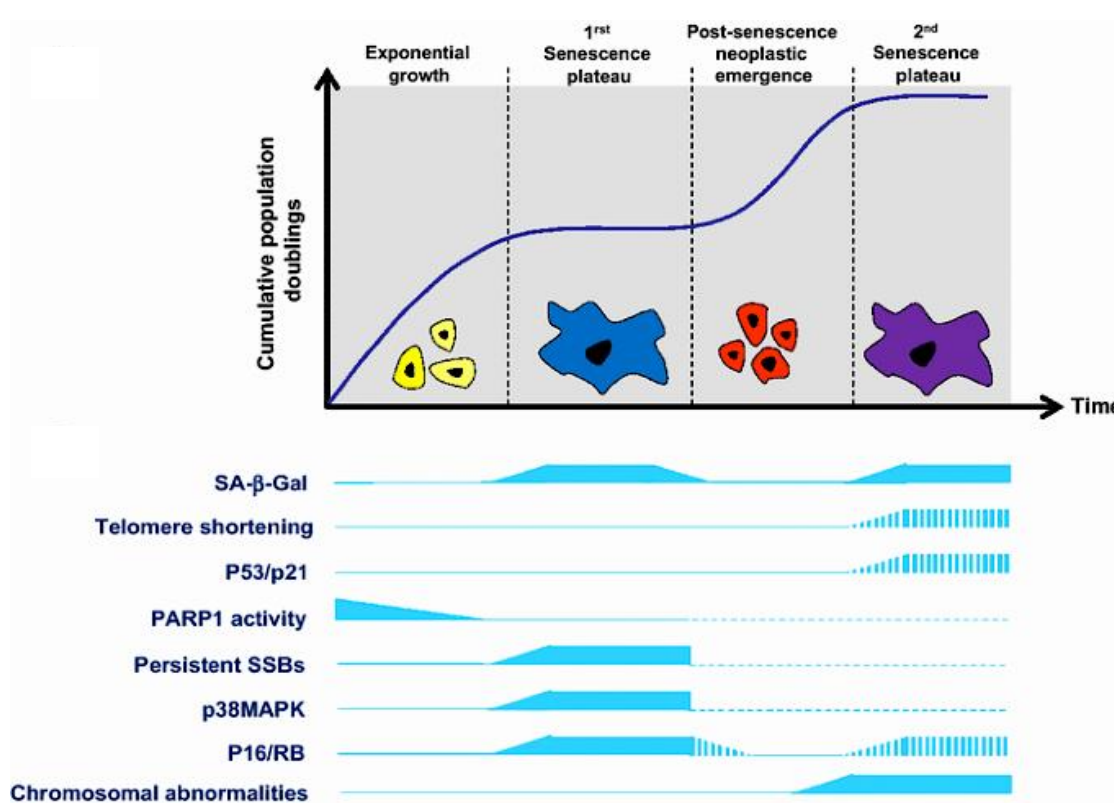 Exponential
growth
1rst
Senescence
plateau
Post-senescence
neoplastic
emergence
2nd
Senescence
plateau
Cumulative population
doublings
Time
SA-β-Gal
Telomere shortening
P53/p21
PARP1 activity
Persistent SSBs
p38MAPK
P16/RB
Chromosomal abnormalities